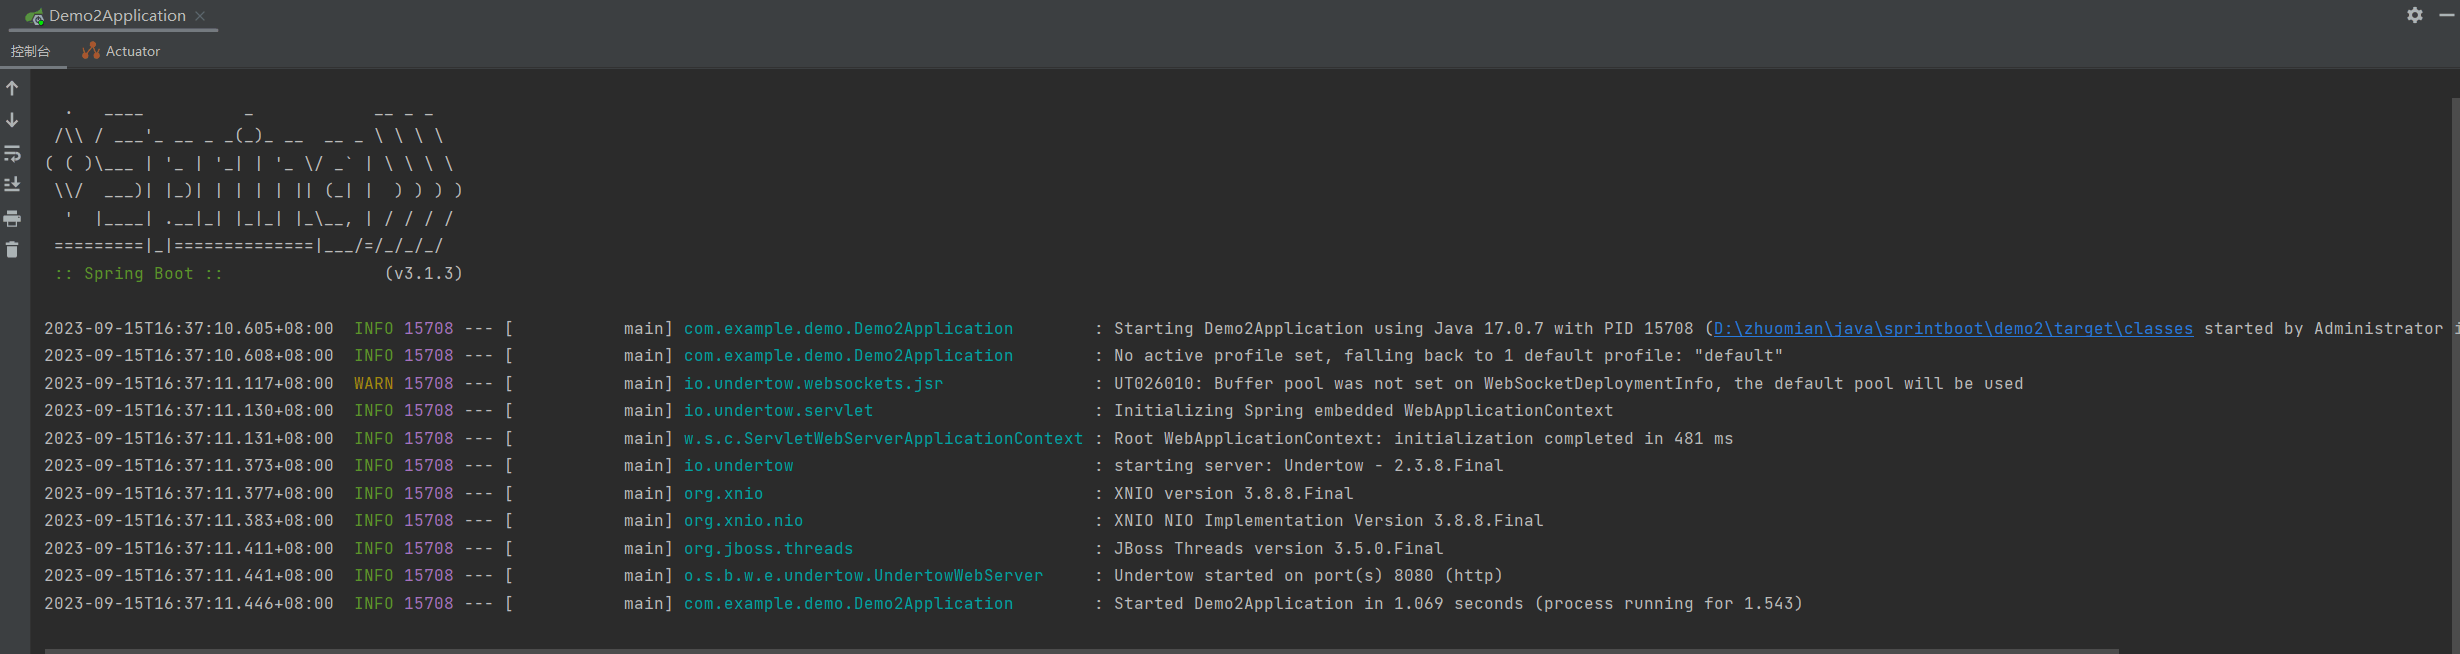 Demo2Application
控制台 Actuator
  .   ____          _            __ _ _
 /\\ / ___'_ __ _ _(_)_ __  __ _ \ \ \ \
( ( )\___ | '_ | '_| | '_ \/ _` | \ \ \ \
 \\/  ___)| |_)| | | | | || (_| |  ) ) ) )
  '  |____| .__|_| |_|_| |_\__, | / / / /
 =========|_|==============|___/=/_/_/_/
 :: Spring Boot ::                (v3.1.3)
2023-09-15T16:37:10.605+08:00  INFO 15708 --- [           main] com.example.demo.Demo2Application        : Starting Demo2Application using Java 17.0.7 with PID 15708 (D:\zhuomian\java\sprintboot\demo2\target\classes started by Administrator i
2023-09-15T16:37:10.608+08:00  INFO 15708 --- [           main] com.example.demo.Demo2Application        : No active profile set, falling back to 1 default profile: "default"
2023-09-15T16:37:11.117+08:00  WARN 15708 --- [           main] io.undertow.websockets.jsr               : UT026010: Buffer pool was not set on WebSocketDeploymentInfo, the default pool will be used
2023-09-15T16:37:11.130+08:00  INFO 15708 --- [           main] io.undertow.servlet                      : Initializing Spring embedded WebApplicationContext
2023-09-15T16:37:11.131+08:00  INFO 15708 --- [           main] w.s.c.ServletWebServerApplicationContext : Root WebApplicationContext: initialization completed in 481 ms
2023-09-15T16:37:11.373+08:00  INFO 15708 --- [           main] io.undertow                              : starting server: Undertow - 2.3.8.Final
2023-09-15T16:37:11.377+08:00  INFO 15708 --- [           main] org.xnio                                 : XNIO version 3.8.8.Final
2023-09-15T16:37:11.383+08:00  INFO 15708 --- [           main] org.xnio.nio                             : XNIO NIO Implementation Version 3.8.8.Final
2023-09-15T16:37:11.411+08:00  INFO 15708 --- [           main] org.jboss.threads                        : JBoss Threads version 3.5.0.Final
2023-09-15T16:37:11.441+08:00  INFO 15708 --- [           main] o.s.b.w.e.undertow.UndertowWebServer     : Undertow started on port(s) 8080 (http)
2023-09-15T16:37:11.446+08:00  INFO 15708 --- [           main] com.example.demo.Demo2Application        : Started Demo2Application in 1.069 seconds (process running for 1.543)